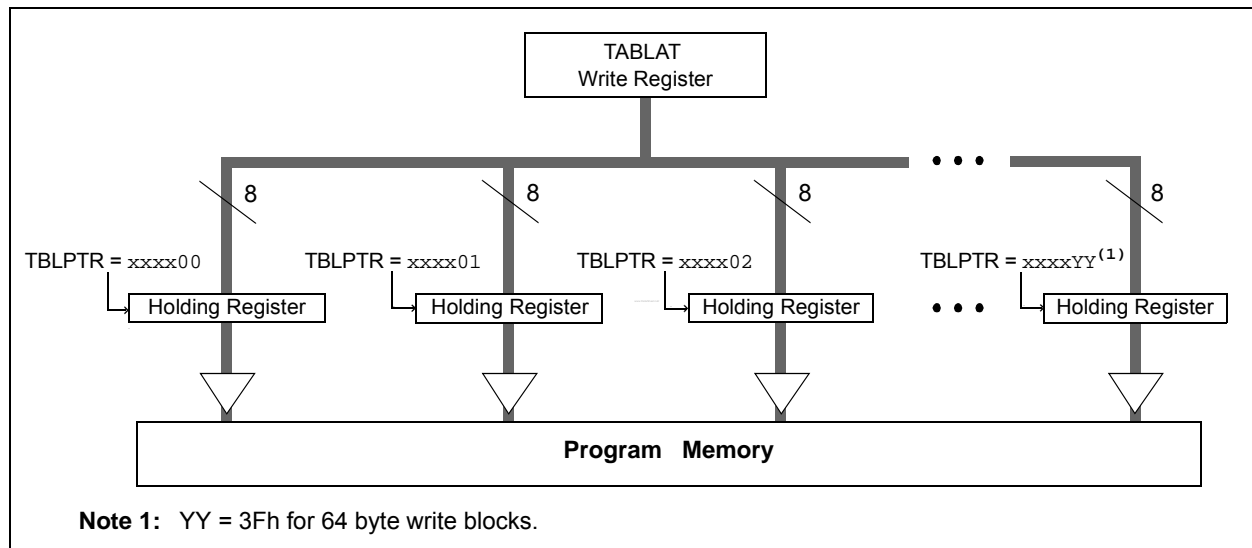 TABLAT
Write Register
8
8
8
8
TBLPTR = xxxx00
TBLPTR = xxxx01
TBLPTR = xxxx02
TBLPTR = xxxxYY(1)
Holding Register
Holding Register
Holding Register
Holding Register
Program Memory
Note 1: YY = 3Fh for 64 byte write blocks.